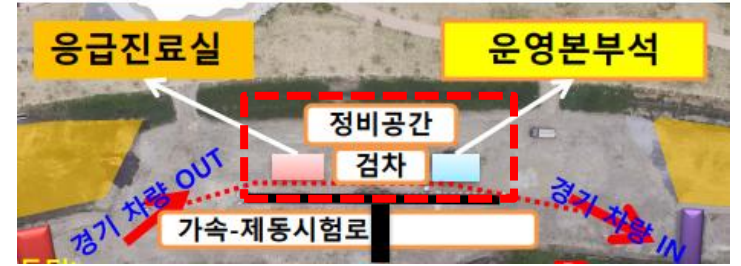 응급진료실
운영본부석
정비공간
검차
경기 차량 OUT
경기 차량 IN
가속-제동시험로